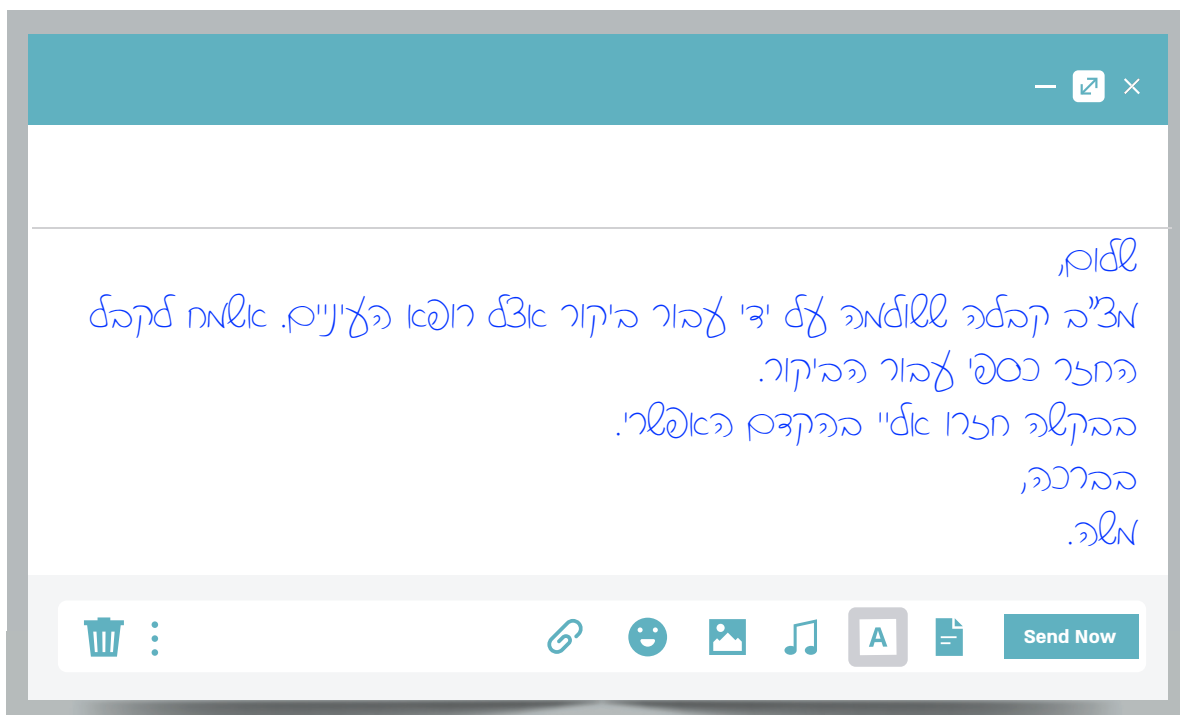 שלום,
מצ"ב קבלה ששולמה על ידי עבור ביקור אצל רופא העיניים. אשמח לקבל
החזר כספי עבור הביקור.
בבקשה חזרו אליי בהקדם האפשרי.
בברכה,
משה.
A
Send Now